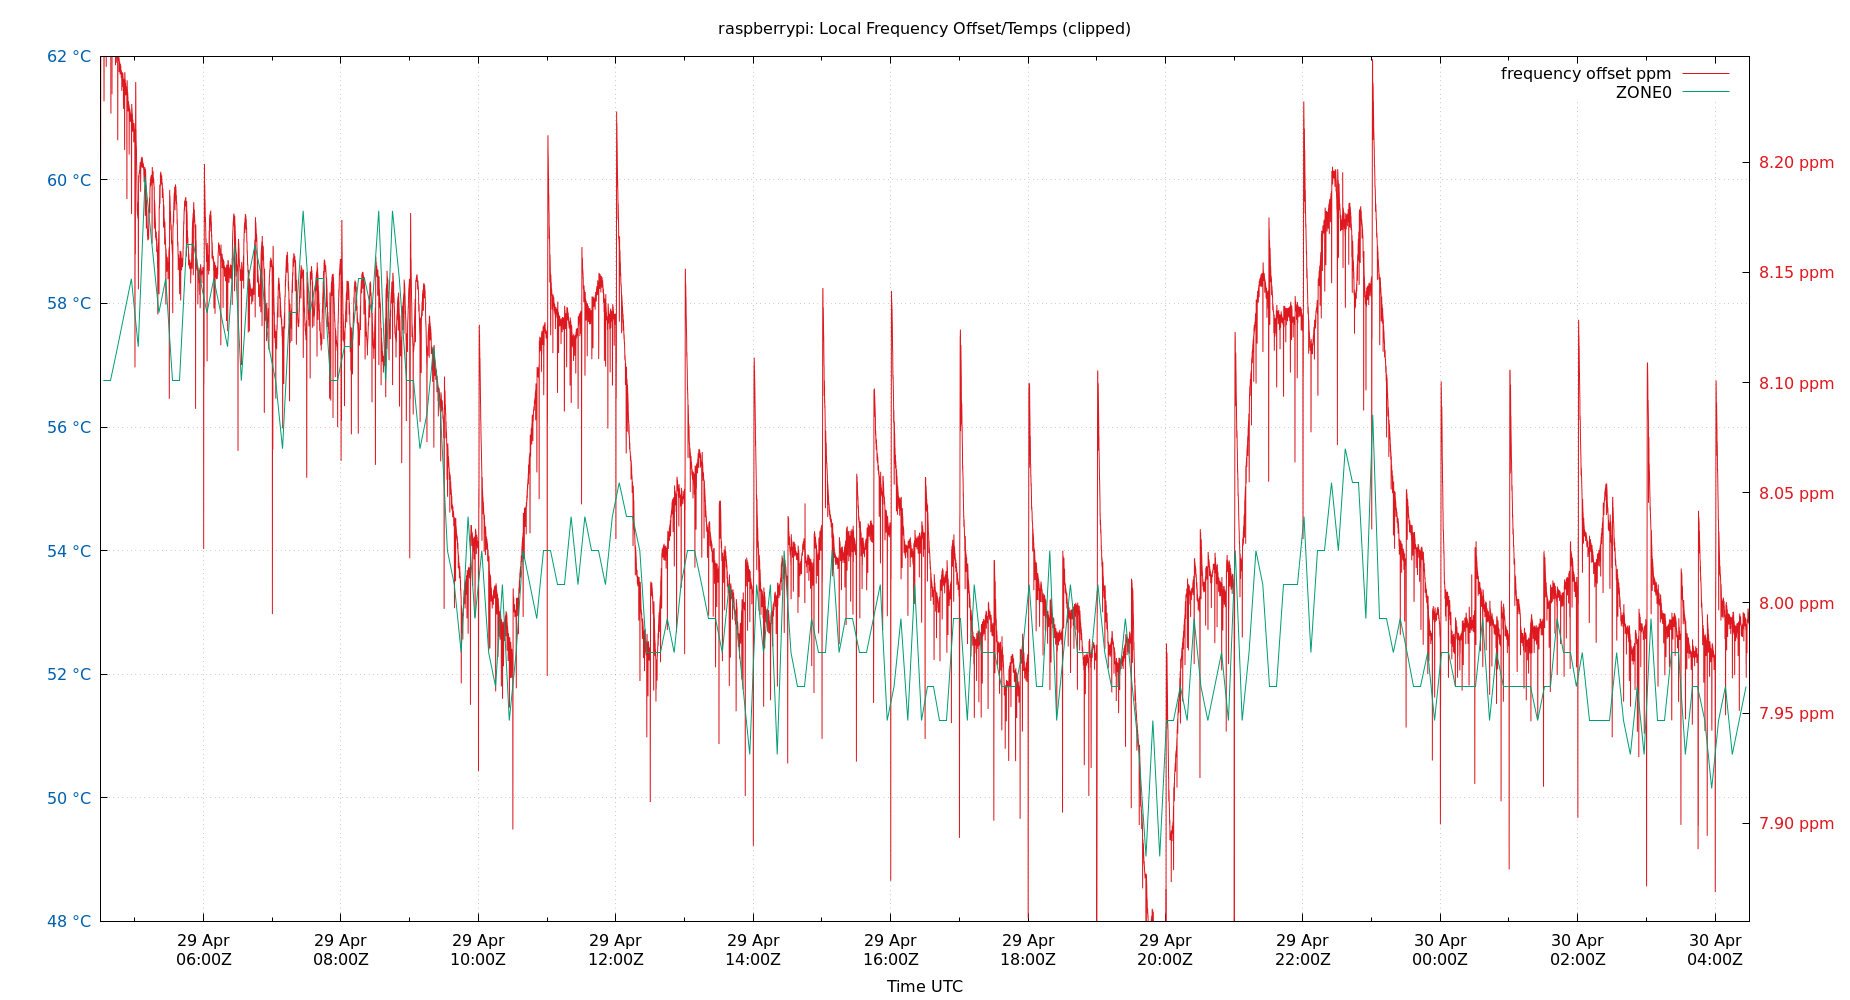 raspberrypi: Local Frequency Offset/Temps (clipped)
frequency offset ppm
ZONE0
62 °C
60 °C
58 °C
56 °C
54 °C
52 °C
50 °C
48 °C
8.20 ppm
8.15 ppm
8.10 ppm
8.05 ppm
8.00 ppm
7.95 ppm
7.90 ppm
29 Apr 29 Apr 29 Apr 29 Apr 29 Apr 29 Apr 29 Apr 29 Apr 29 Apr 30 Apr 30 Apr 30 Apr
06:00Z 08:00Z 10:00Z 12:00Z 14:00Z 16:00Z 18:00Z 20:00Z 22:00Z 00:00Z 02:00Z 04:00Z
Time UTC